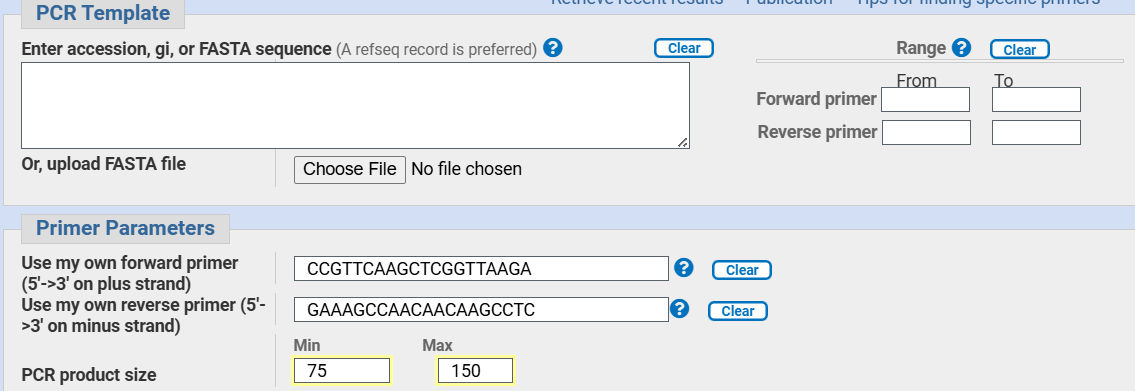 Retrieve recent results Publication Tips for finding specific primers
PCR Template
Enter accession, gi, or FASTA sequence (A refseq record is preferred) ? Clear Range ? Clear
From To
Forward primer
Reverse primer
Or, upload FASTA file Choose File No file chosen
Primer Parameters
Use my own forward primer
(5'->3' on plus strand) CCGTTCAAGCTCGGTTAAGA ? Clear
Use my own reverse primer (5'-
>3' on minus strand) GAAAGCCAACAACAAGCCTC ? Clear
Min Max
PCR product size 75 150